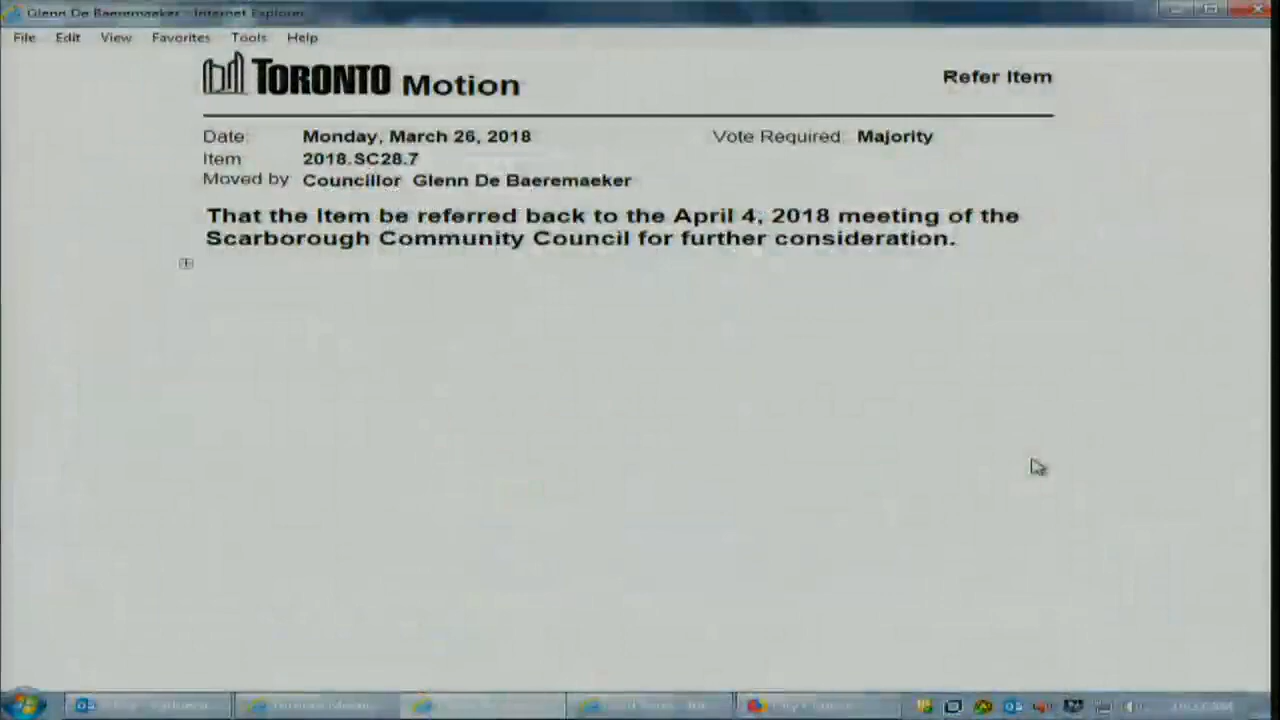 Glenn De Baeremaeker - Internet Explorer
File Edit View Favorites Tools Help
TORONTO Motion
Refer Item
Date: Monday, March 26, 2018 Vote Required: Majority
Item 2018.SC28.7
Moved by Councillor Glenn De Baeremaeker
That the Item be referred back to the April 4, 2018 meeting of the
Scarborough Community Council for further consideration.